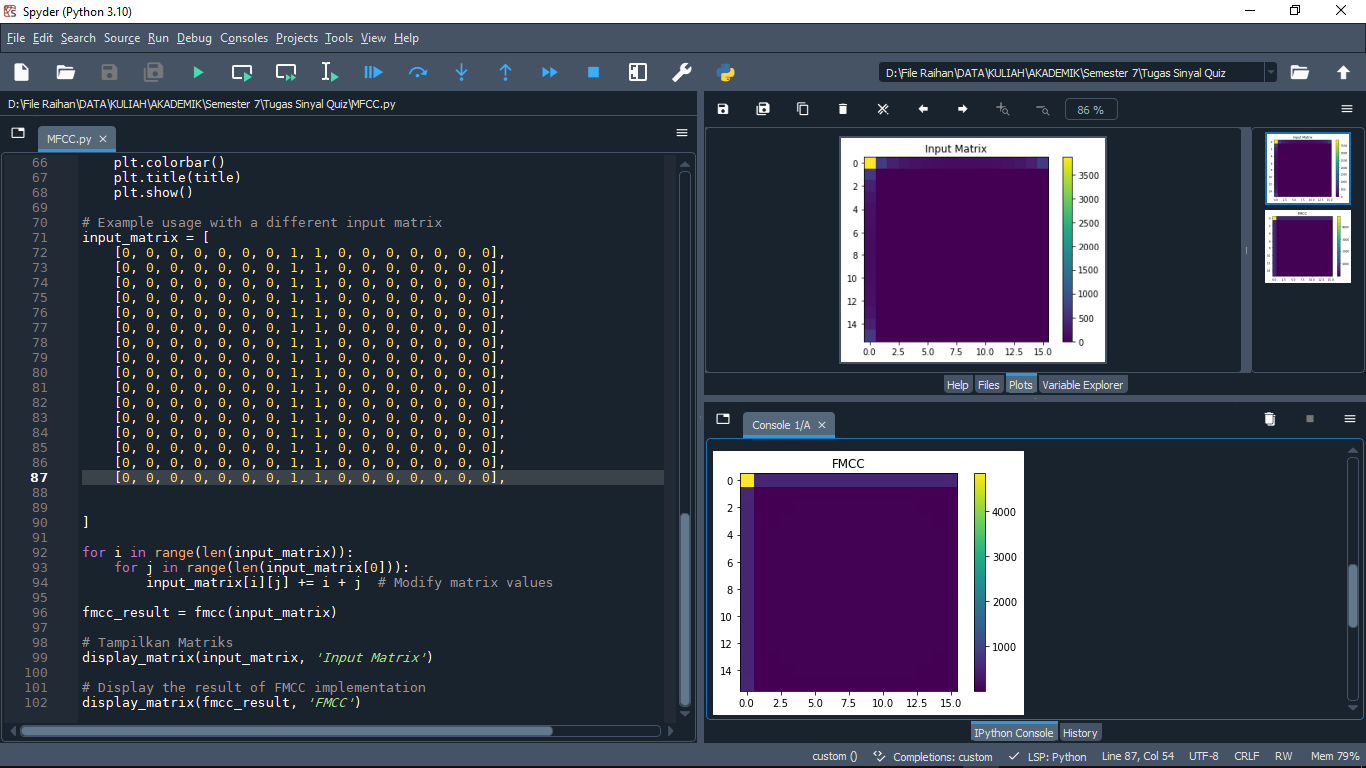 Spyder (Python 3.10)
File Edit Search Source Run Debug Consoles Projects Tools View Help
D:\File Raihan\DATA\KULIAH\AKADEMIK\Semester 7\Tugas Sinyal Quiz
D:\File Raihan\DATA\KULIAH\AKADEMIK\Semester 7\Tugas Sinyal Quiz\MFCC.py
MFCC.py
66 plt.colorbar()
67 plt.title(title)
68 plt.show()
69
70 # Example usage with a different input matrix
71 input_matrix = [
72 [0, 0, 0, 0, 0, 0, 0, 1, 1, 0, 0, 0, 0, 0, 0, 0],
73 [0, 0, 0, 0, 0, 0, 0, 1, 1, 0, 0, 0, 0, 0, 0, 0],
74 [0, 0, 0, 0, 0, 0, 0, 1, 1, 0, 0, 0, 0, 0, 0, 0],
75 [0, 0, 0, 0, 0, 0, 0, 1, 1, 0, 0, 0, 0, 0, 0, 0],
76 [0, 0, 0, 0, 0, 0, 0, 1, 1, 0, 0, 0, 0, 0, 0, 0],
77 [0, 0, 0, 0, 0, 0, 0, 1, 1, 0, 0, 0, 0, 0, 0, 0],
78 [0, 0, 0, 0, 0, 0, 0, 1, 1, 0, 0, 0, 0, 0, 0, 0],
79 [0, 0, 0, 0, 0, 0, 0, 1, 1, 0, 0, 0, 0, 0, 0, 0],
80 [0, 0, 0, 0, 0, 0, 0, 1, 1, 0, 0, 0, 0, 0, 0, 0],
81 [0, 0, 0, 0, 0, 0, 0, 1, 1, 0, 0, 0, 0, 0, 0, 0],
82 [0, 0, 0, 0, 0, 0, 0, 1, 1, 0, 0, 0, 0, 0, 0, 0],
83 [0, 0, 0, 0, 0, 0, 0, 1, 1, 0, 0, 0, 0, 0, 0, 0],
84 [0, 0, 0, 0, 0, 0, 0, 1, 1, 0, 0, 0, 0, 0, 0, 0],
85 [0, 0, 0, 0, 0, 0, 0, 1, 1, 0, 0, 0, 0, 0, 0, 0],
86 [0, 0, 0, 0, 0, 0, 0, 1, 1, 0, 0, 0, 0, 0, 0, 0],
87 [0, 0, 0, 0, 0, 0, 0, 1, 1, 0, 0, 0, 0, 0, 0, 0],
88
89
90 ]
91
92 for i in range(len(input_matrix)):
93 for j in range(len(input_matrix[0])):
94 input_matrix[i][j] += i + j # Modify matrix values
95
96 fmcc_result = fmcc(input_matrix)
97
98 # Tampilkan Matriks
99 display_matrix(input_matrix, 'Input Matrix')
100
101 # Display the result of FMCC implementation
102 display_matrix(fmcc_result, 'FMCC')
86 %
Input Matrix
0
2
4
6
8
10
12
14
0.0 2.5 5.0 7.5 10.0 12.5 15.0
3500
3000
2500
2000
1500
1000
500
0
Input Matrix
FMCC
Help Files Plots Variable Explorer
Console 1/A
FMCC
0
2
4
6
8
10
12
14
0.0 2.5 5.0 7.5 10.0 12.5 15.0
4000
3000
2000
1000
IPython Console History
custom () Completions: custom LSP: Python Line 87, Col 54 UTF-8 CRLF RW Mem 79%